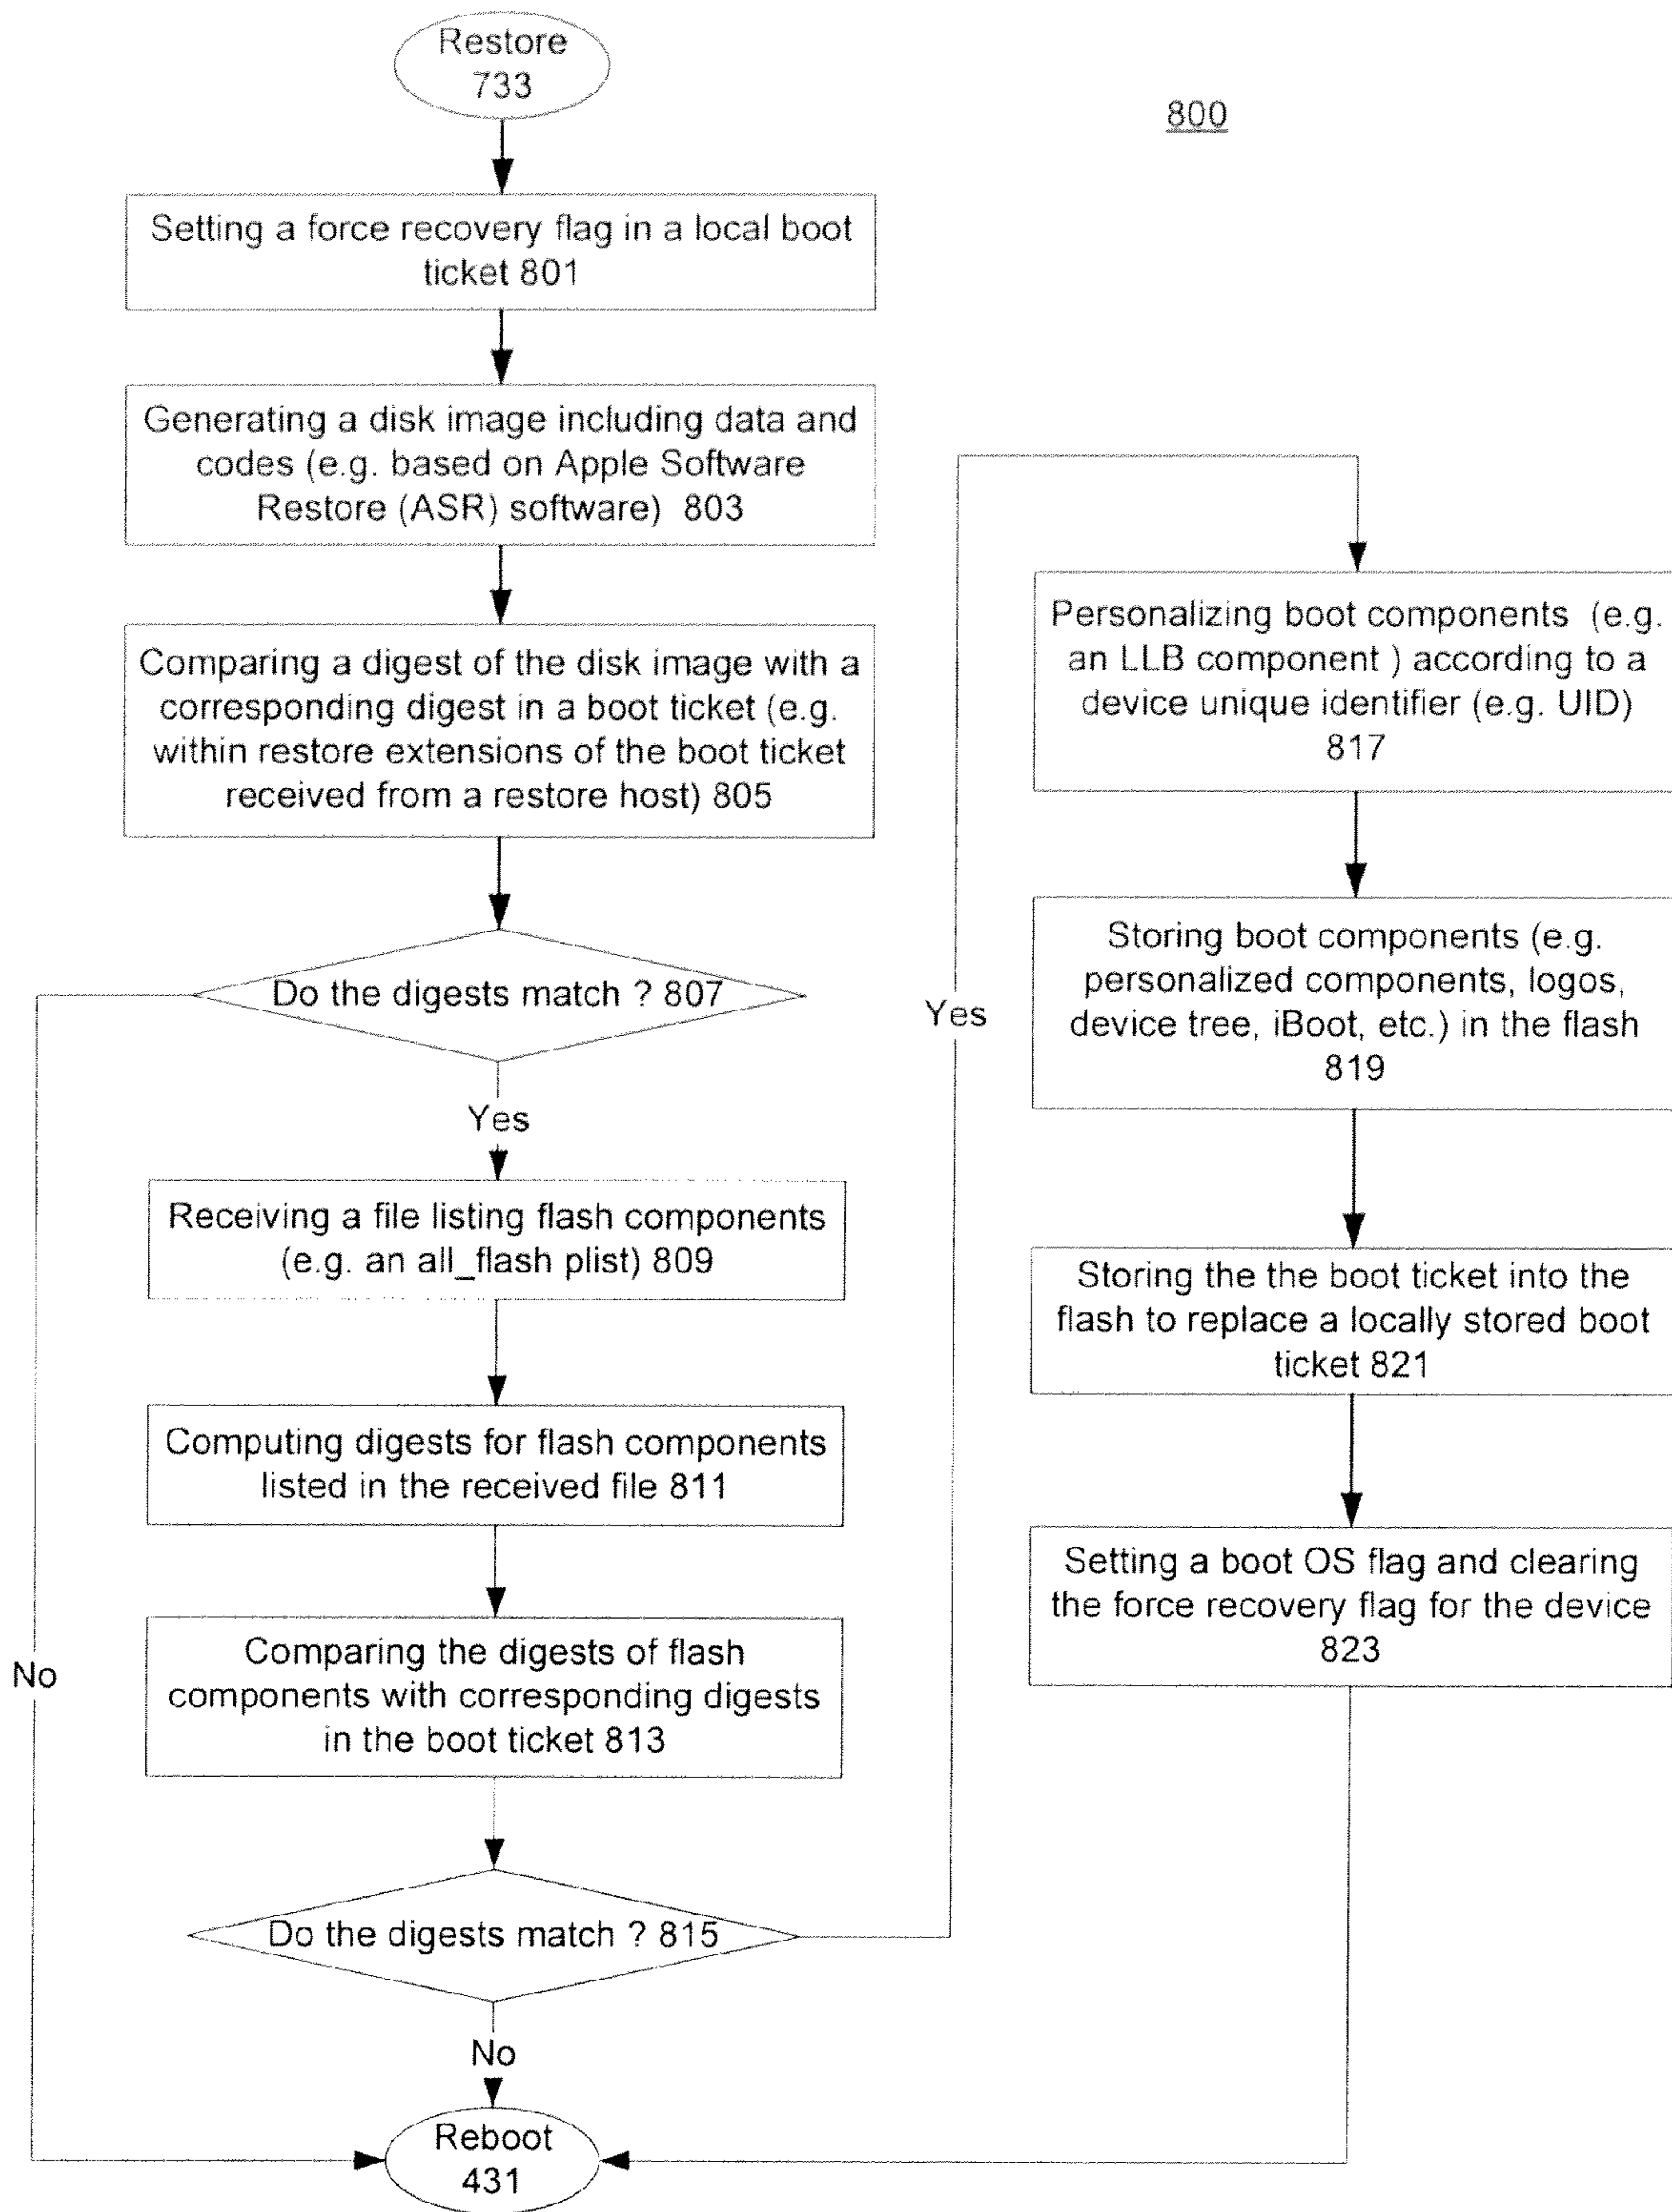 Restore
733
800
Setting a force recovery flag in a local boot
ticket 801
Generating a disk image including data and
codes (e.g. based on Apple Software
Restore (ASR) software) 803
Comparing a digest of the disk image with a
corresponding digest in a boot ticket (e.g.
within restore extensions of the boot ticket
received from a restore host) 805
Do the digests match ? 807
Yes
Receiving a file listing flash components
(e.g. an all_flash plist) 809
Computing digests for flash components
listed in the received file 811
No
Comparing the digests of flash
components with corresponding digests
in the boot ticket 813
Do the digests match ? 815
No
Reboot
431
Yes
Personalizing boot components (e.g.
an LLB component ) according to a
device unique identifier (e.g. UID)
817
Storing boot components (e.g.
personalized components, logos,
device tree, iBoot, etc.) in the flash
819
Storing the the boot ticket into the
flash to replace a locally stored boot
ticket 821
Setting a boot OS flag and clearing
the force recovery flag for the device
823